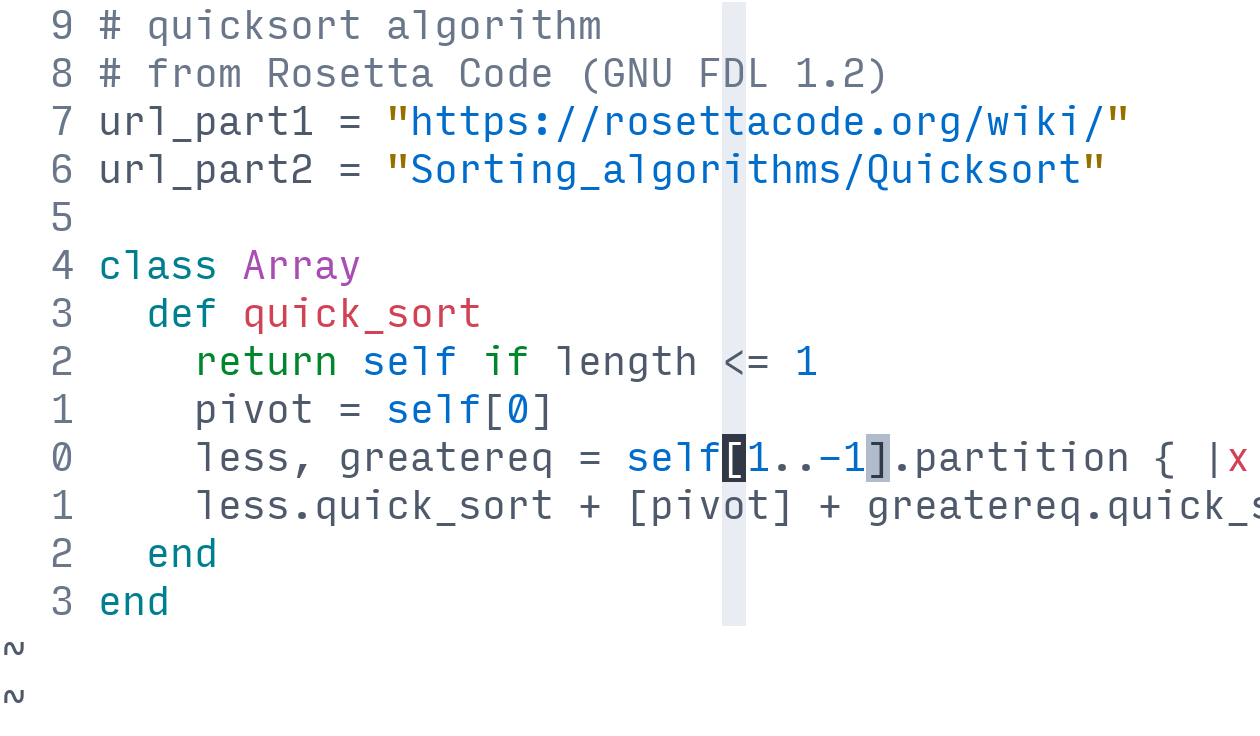 9 # quicksort algorithm
8 # from Rosetta Code (GNU FDL 1.2)
7 url_part1 = "https://rosettacode.org/wiki/"
6 url_part2 = "Sorting_algorithms/Quicksort"
5
4 class Array
3   def quick_sort
2     return self if length <= 1
1     pivot = self[0]
0     less, greatereq = self[1..-1].partition { |x
1     less.quick_sort + [pivot] + greatereq.quick_s
2   end
3 end
~
~